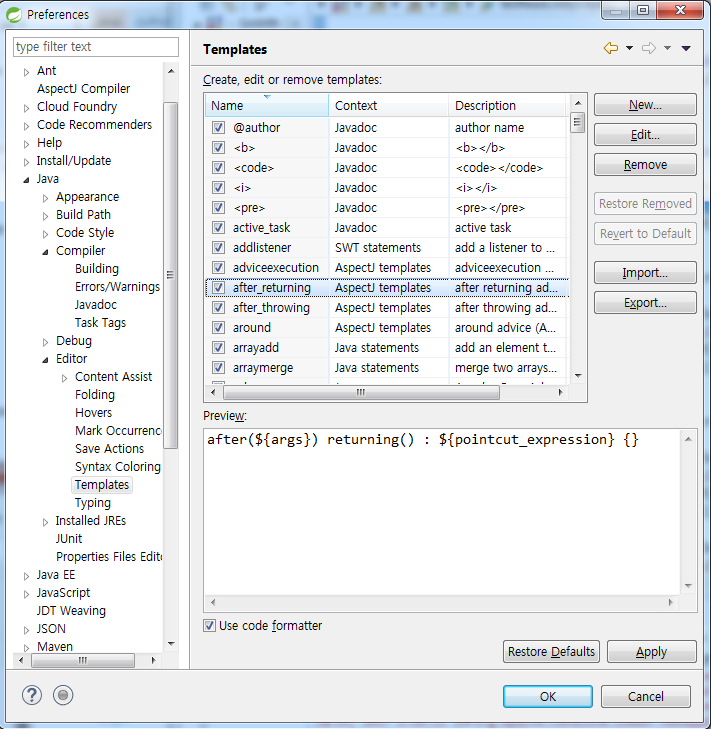 Preferences
type filter text
Ant
AspectJ Compiler
Cloud Foundry
Code Recommenders
Help
Install/Update
Java
Appearance
Build Path
Code Style
Compiler
Building
Errors/Warnings
Javadoc
Task Tags
Debug
Editor
Content Assist
Folding
Hovers
Mark Occurrenc
Save Actions
Syntax Coloring
Templates
Typing
Installed JREs
JUnit
Properties Files Edito
Java EE
JavaScript
JDT Weaving
JSON
Maven
Templates
Create, edit or remove templates:
Name Context Description
@author Javadoc author name
<b> Javadoc <b></b>
<code> Javadoc <code></code>
<i> Javadoc <i></i>
<pre> Javadoc <pre></pre>
active_task Javadoc active task
addlistener SWT statements add a listener to ...
adviceexecution AspectJ templates adviceexecution ...
after_returning AspectJ templates after returning ad...
after_throwing AspectJ templates after throwing ad...
around AspectJ templates around advice (A...
arrayadd Java statements add an element t...
arraymerge Java statements merge two arrays...
New...
Edit...
Remove
Restore Removed
Revert to Default
Import...
Export...
Preview:
after(${args}) returning() : ${pointcut_expression} {}
Use code formatter
Restore Defaults Apply
OK Cancel